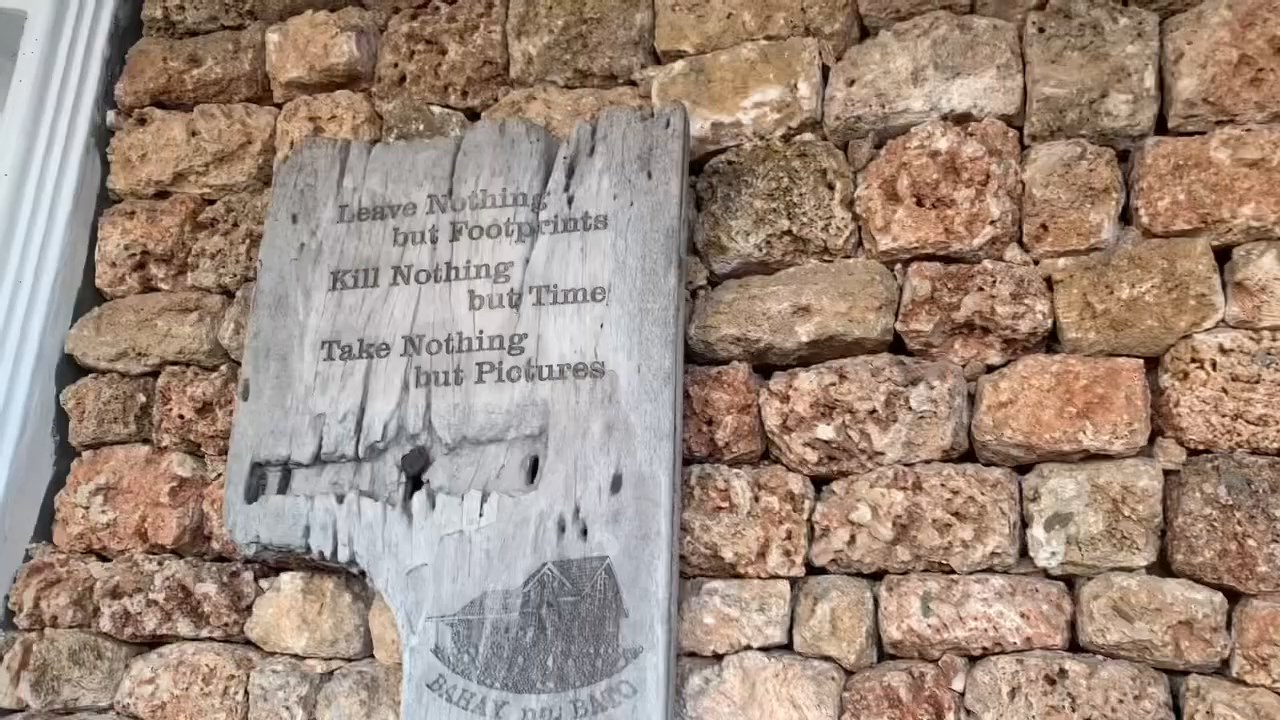 Leave Nothing
but Footprints
Kill Nothing
but Time
Take Nothing
but Pictures
BAHAY na BATO